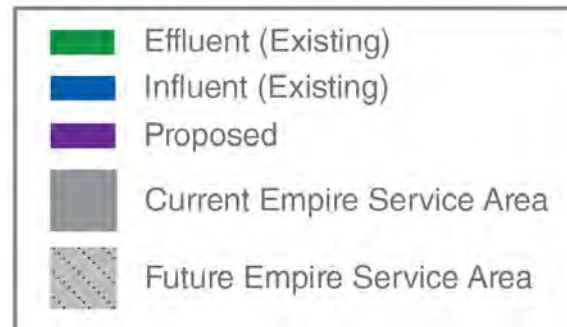 Effluent (Existing)
Influent (Existing)
Proposed
Current Empire Service Area
Future Empire Service Area